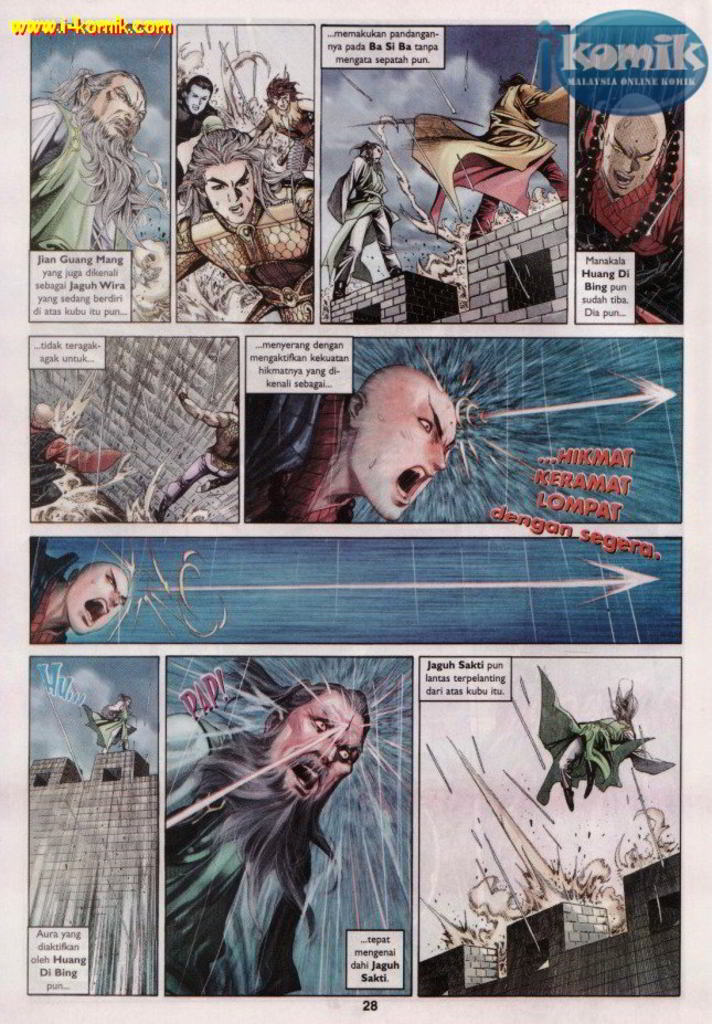 www.i-komik.com
ikomik
MALAYSIA ONLINE KOMIK
Jian Guang Mang
yang juga dikenali
sebagai Jaguh Wira
yang sedang berdiri
di atas kubu itu pun...
...memakukan pandangan-
nya pada Ba Si Ba tanpa
mengata sepatah pun.
Manakala
Huang Di
Bing pun
sudah tiba.
Dia pun...
...tidak teragak-
agak untuk...
...menyerang dengan
mengaktifkan kekuatan
hikmatnya yang di-
kenali sebagai...
...HIKMAT
KERAMAT
LOMPAT
dengan segera.
HU...
Aura yang
diaktifkan
oleh Huang
Di Bing
pun...
PAP!
...tepat
mengenai
dahi Jaguh
Sakti.
Jaguh Sakti pun
lantas terpelanting
dari atas kubu itu.
28